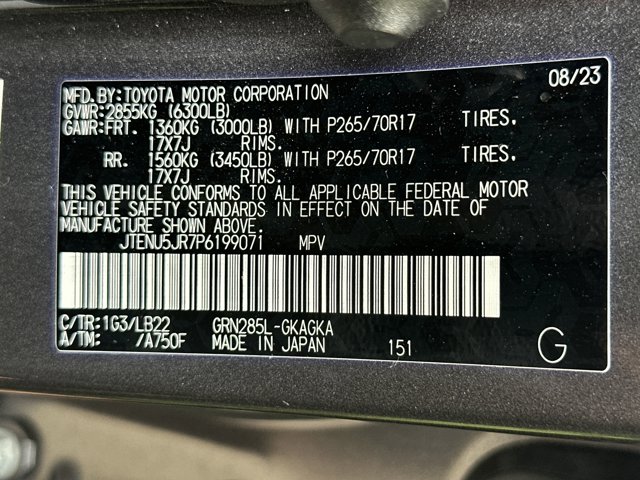 08/23
MFD.BY:TOYOTA MOTOR CORPORATION
GVWR:2855KG (6300LB)
GAWR:FRT. 1360KG (3000LB) WITH P265/70R17 TIRES.
17X7J RIMS.
RR. 1560KG (3450LB) WITH P265/70R17 TIRES.
17X7J RIMS.
THIS VEHICLE CONFORMS TO ALL APPLICABLE FEDERAL MOTOR
VEHICLE SAFETY STANDARDS IN EFFECT ON THE DATE OF
MANUFACTURE SHOWN ABOVE.
JTENU5JR7P6199071 MPV
C/TR:1G3/LB22 GRN285L-GKAGKA
A/TM: /A750F MADE IN JAPAN 151 G